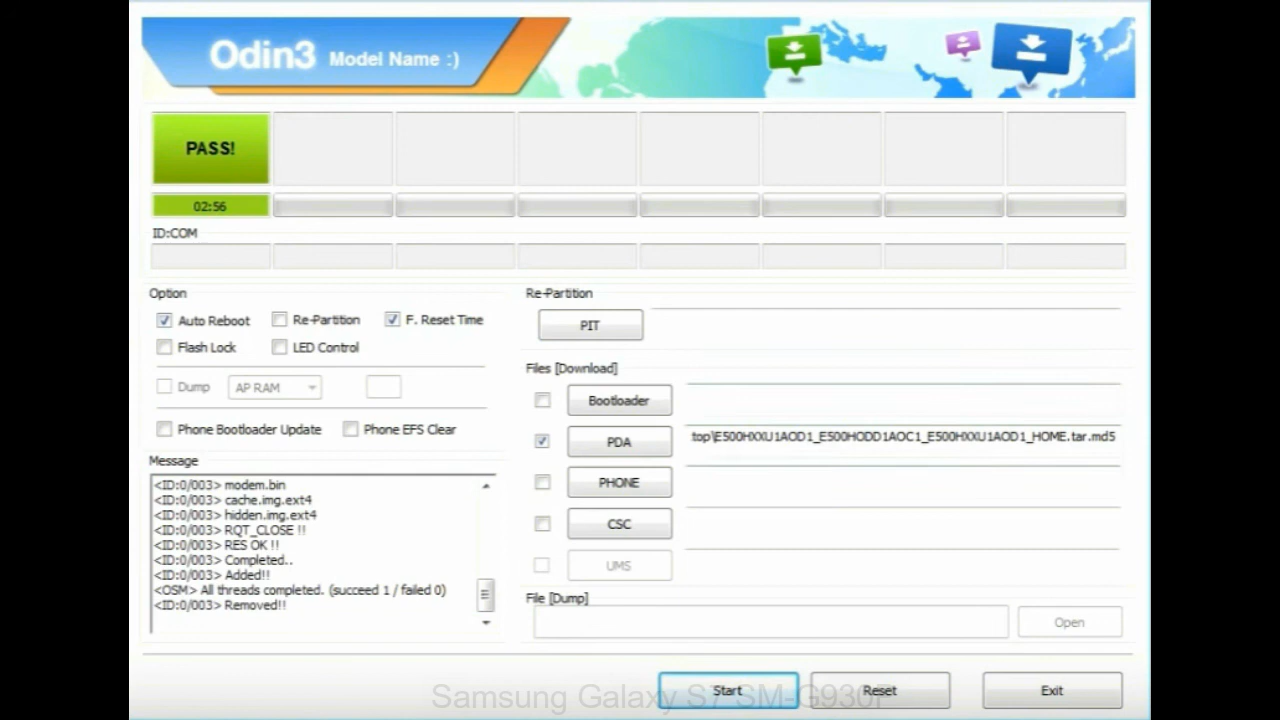 Odin3 Model Name :)
PASS!
02:56
ID:COM
Option
Auto Reboot Re-Partition F. Reset Time
Flash Lock LED Control
Dump AP RAM
Phone Bootloader Update Phone EFS Clear
Message
<ID:0/003> modem.bin
<ID:0/003> cache.img.ext4
<ID:0/003> hidden.img.ext4
<ID:0/003> RQT_CLOSE !!
<ID:0/003> RES OK !!
<ID:0/003> Completed..
<ID:0/003> Added!!
<OSM> All threads completed. (succeed 1 / failed 0)
<ID:0/003> Removed!!
Re-Partition
PIT
Files [Download]
Bootloader
PDA top\E500HXXU1AOD1_E500HODD1AOC1_E500HXXU1AOD1_HOME.tar.md5
PHONE
CSC
UMS
File [Dump]
Open
Start Reset Exit
Samsung Galaxy S7 SM-G930F